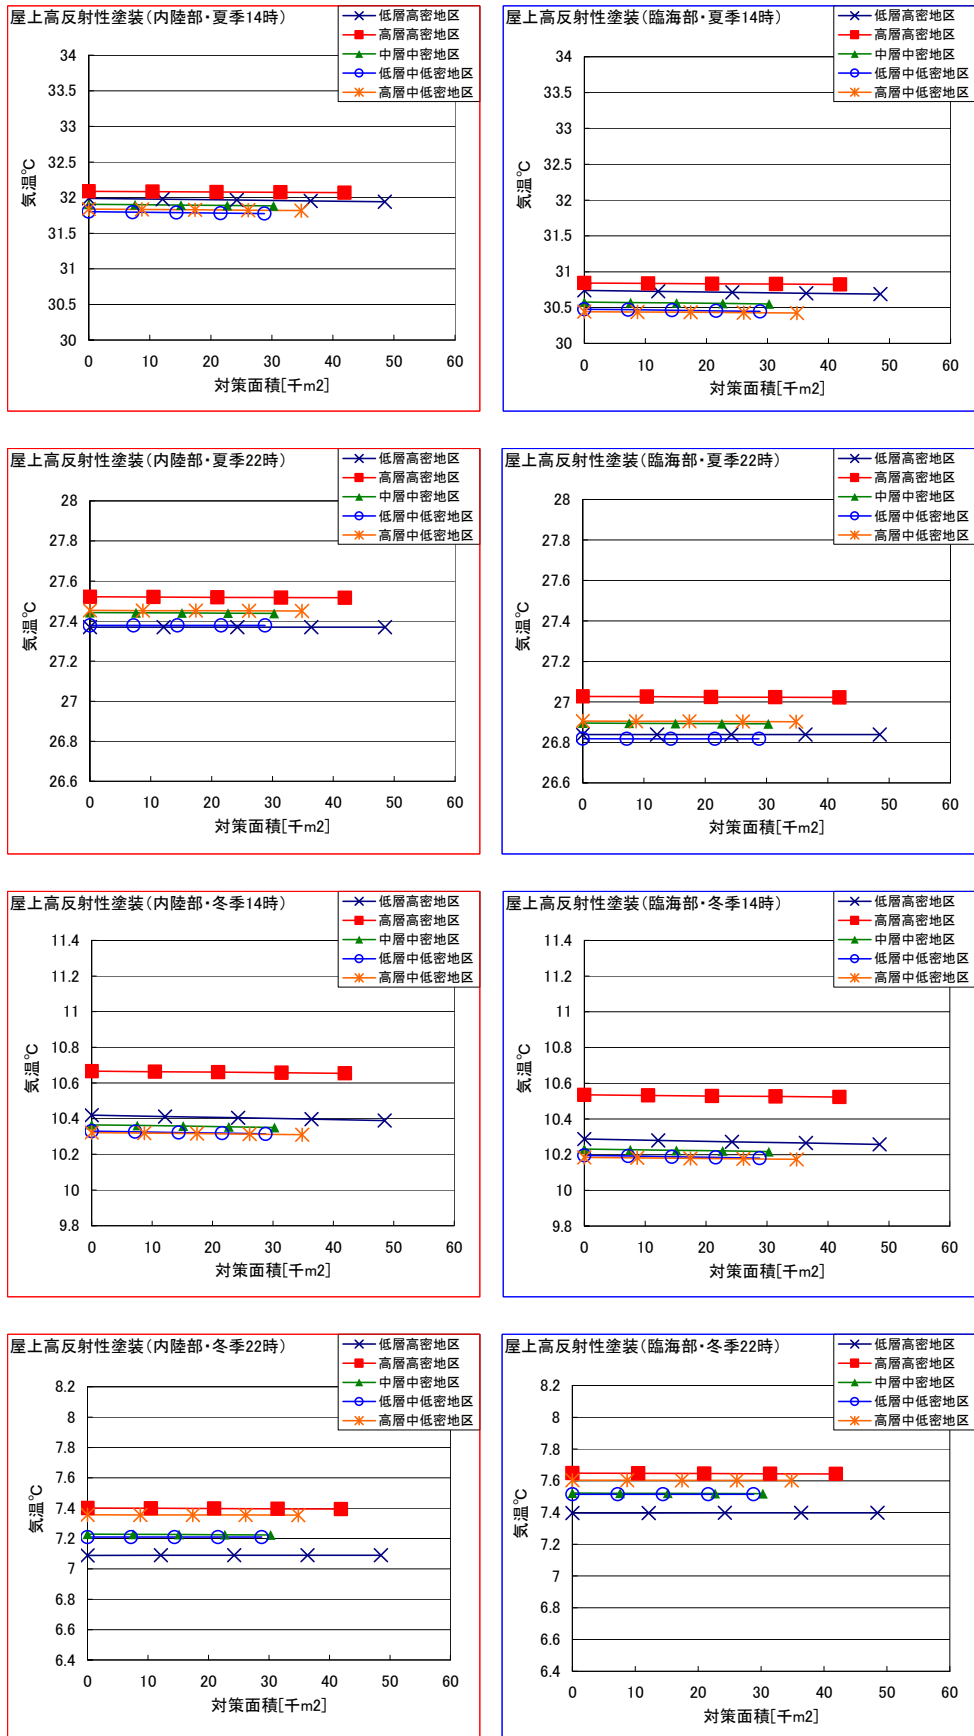 屋上高反射性塗装(内陸部・夏季14時)
低層高密地区
高層高密地区
中層中密地区
低層中低密地区
高層中低密地区
34
33.5
33
32.5
32
31.5
31
30.5
30
気温℃
0 10 20 30 40 50 60
対策面積[千m2]
屋上高反射性塗装(臨海部・夏季14時)
低層高密地区
高層高密地区
中層中密地区
低層中低密地区
高層中低密地区
34
33.5
33
32.5
32
31.5
31
30.5
30
気温℃
0 10 20 30 40 50 60
対策面積[千m2]
屋上高反射性塗装(内陸部・夏季22時)
低層高密地区
高層高密地区
中層中密地区
低層中低密地区
高層中低密地区
28
27.8
27.6
27.4
27.2
27
26.8
26.6
気温℃
0 10 20 30 40 50 60
対策面積[千m2]
屋上高反射性塗装(臨海部・夏季22時)
低層高密地区
高層高密地区
中層中密地区
低層中低密地区
高層中低密地区
28
27.8
27.6
27.4
27.2
27
26.8
26.6
気温℃
0 10 20 30 40 50 60
対策面積[千m2]
屋上高反射性塗装(内陸部・冬季14時)
低層高密地区
高層高密地区
中層中密地区
低層中低密地区
高層中低密地区
11.4
11.2
11
10.8
10.6
10.4
10.2
10
9.8
気温℃
0 10 20 30 40 50 60
対策面積[千m2]
屋上高反射性塗装(臨海部・冬季14時)
低層高密地区
高層高密地区
中層中密地区
低層中低密地区
高層中低密地区
11.4
11.2
11
10.8
10.6
10.4
10.2
10
9.8
気温℃
0 10 20 30 40 50 60
対策面積[千m2]
屋上高反射性塗装(内陸部・冬季22時)
低層高密地区
高層高密地区
中層中密地区
低層中低密地区
高層中低密地区
8.2
8
7.8
7.6
7.4
7.2
7
6.8
6.6
6.4
気温℃
0 10 20 30 40 50 60
対策面積[千m2]
屋上高反射性塗装(臨海部・冬季22時)
低層高密地区
高層高密地区
中層中密地区
低層中低密地区
高層中低密地区
8.2
8
7.8
7.6
7.4
7.2
7
6.8
6.6
6.4
気温℃
0 10 20 30 40 50 60
対策面積[千m2]